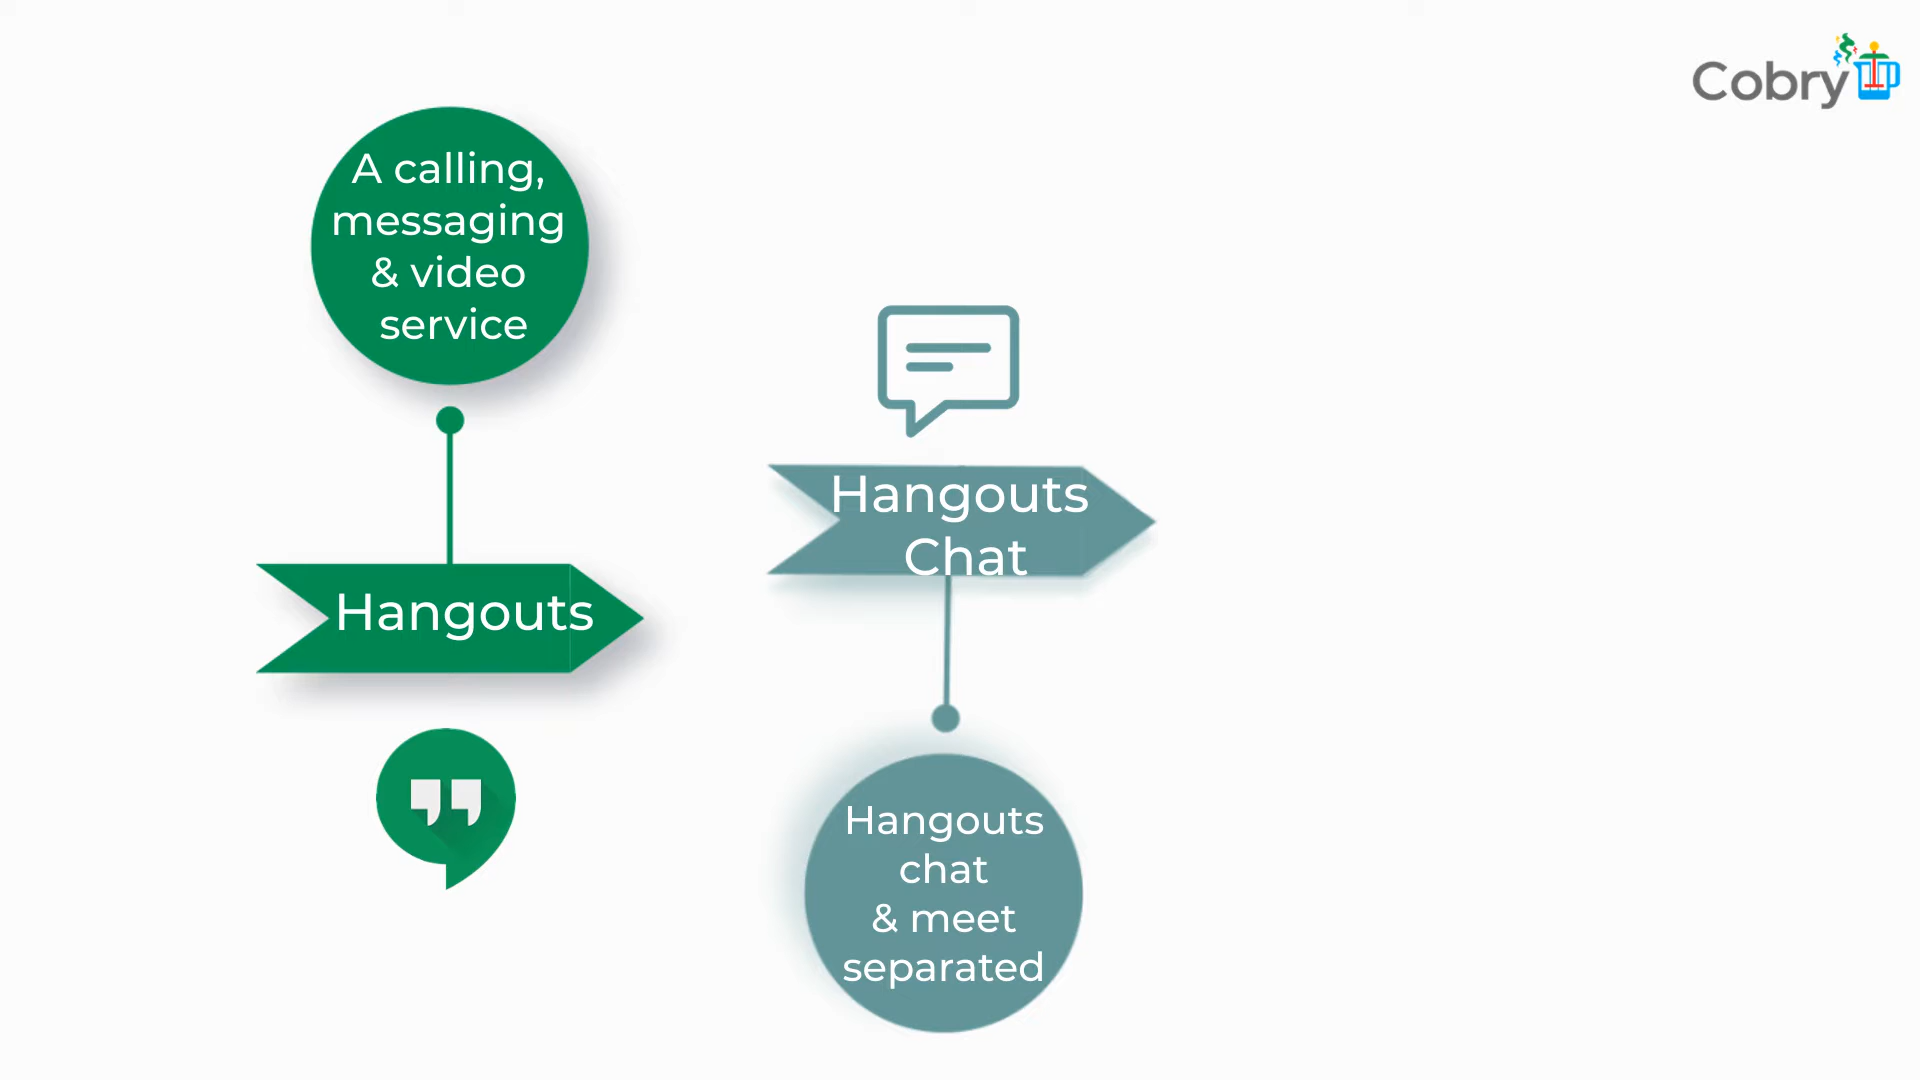 Cobry
A calling,
messaging
& video
service
Hangouts
Hangouts
Chat
Hangouts
chat
& meet
separated